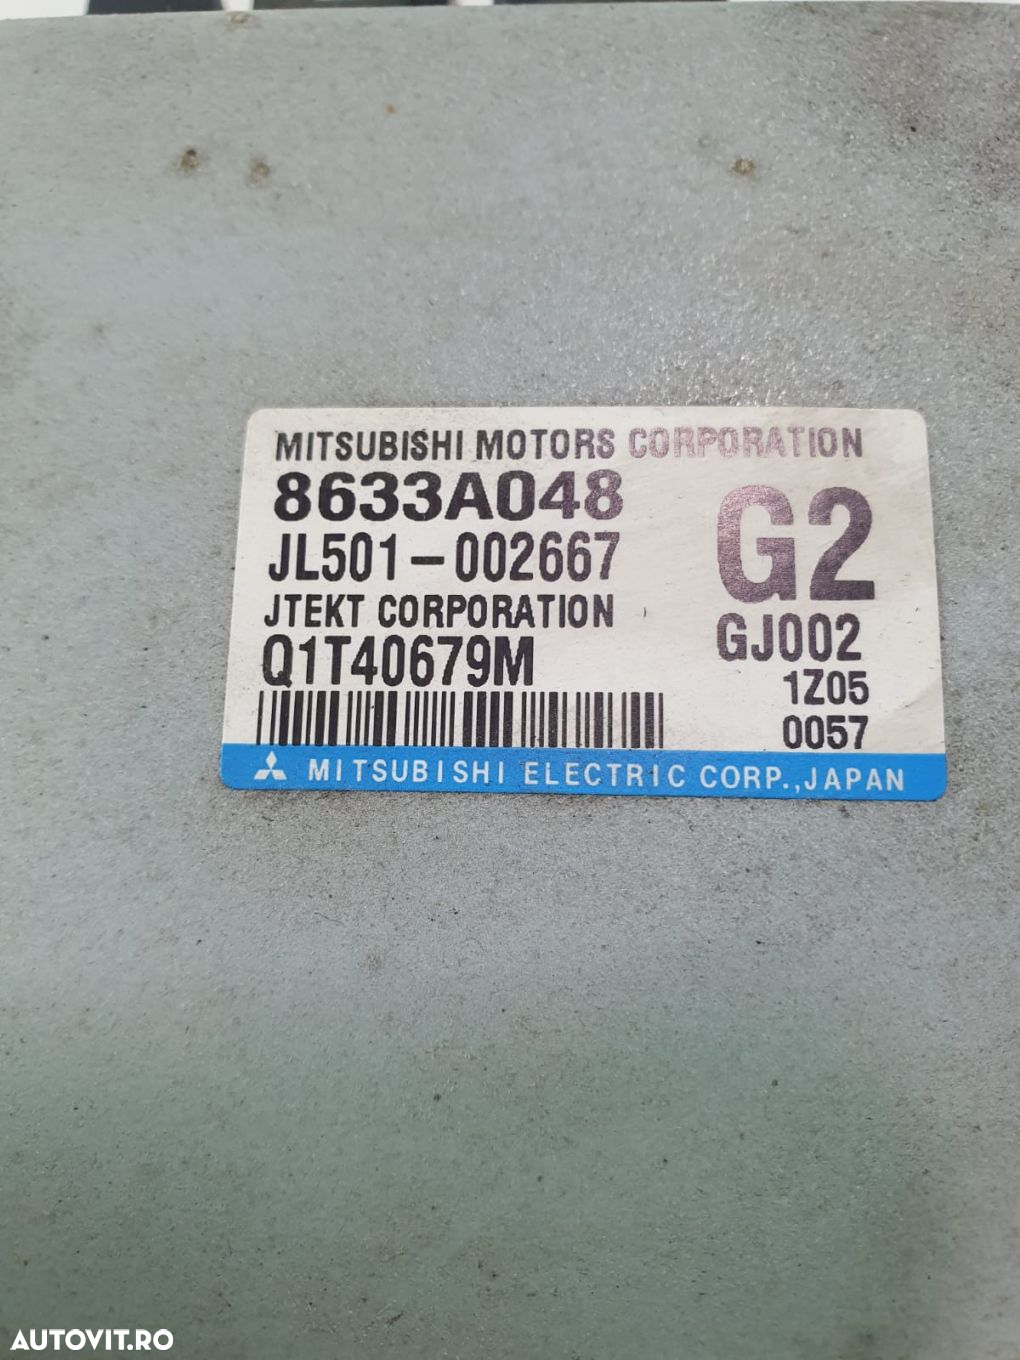 MITSUBISHI MOTORS CORPORATION
8633A048
G2
JL501-002667
JTEKT CORPORATION
GJ002
Q1T40679M
1Z05
0057
MITSUBISHI ELECTRIC CORP.,JAPAN
AUTOVIT.RO